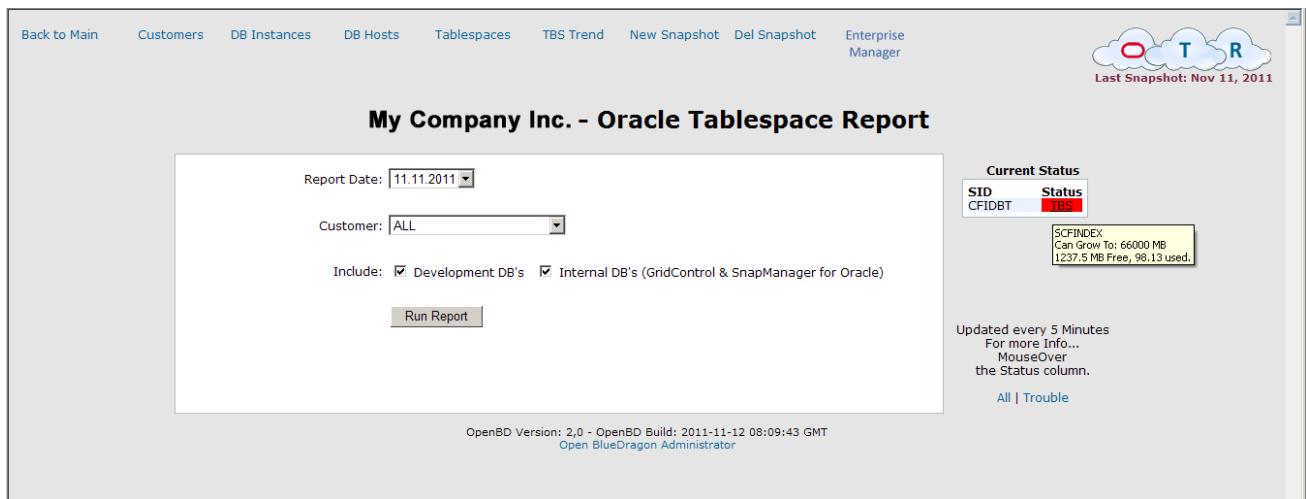 Back to Main Customers DB Instances DB Hosts Tablespaces TBS Trend New Snapshot Del Snapshot Enterprise Manager
O T R
Last Snapshot: Nov 11, 2011
My Company Inc. - Oracle Tablespace Report
Report Date: 11.11.2011
Customer: ALL
Include: Development DB's Internal DB's (GridControl & SnapManager for Oracle)
Run Report
Current Status
SID Status
CFIDBT TBS
SCFINDEX
Can Grow To: 66000 MB
1237.5 MB Free, 98.13 used.
Updated every 5 Minutes
For more Info...
MouseOver
the Status column.
All | Trouble
OpenBD Version: 2,0 - OpenBD Build: 2011-11-12 08:09:43 GMT
Open BlueDragon Administrator